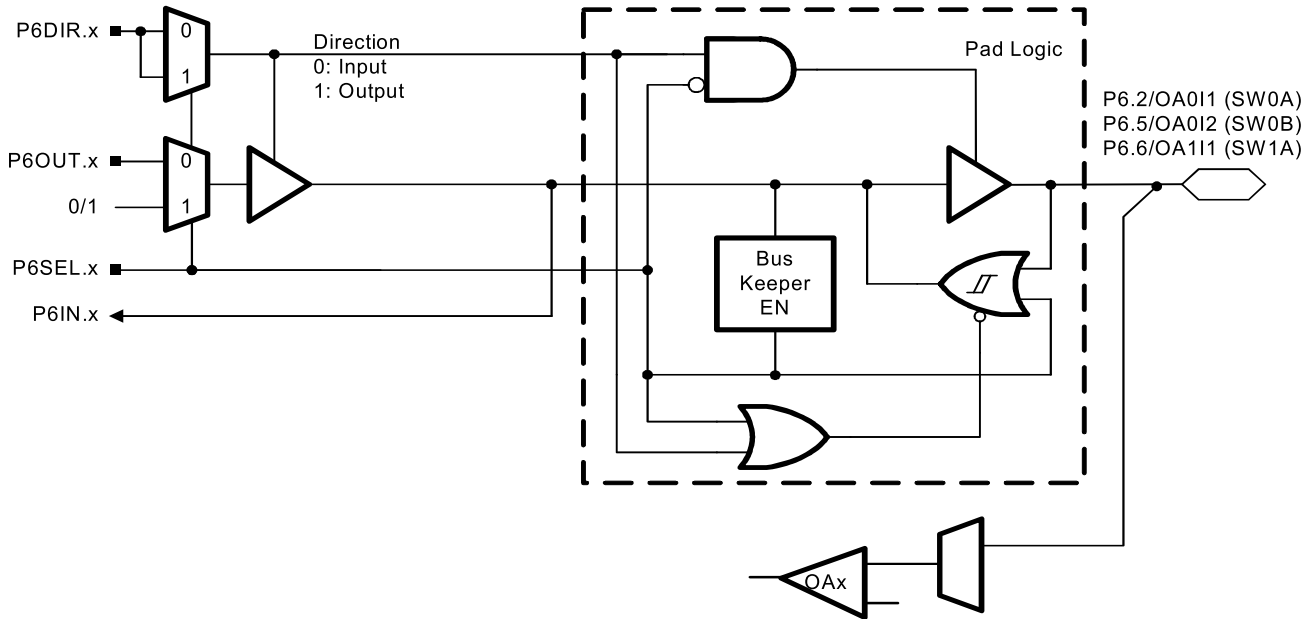 P6DIR.x
0
1
Direction
0: Input
1: Output
Pad Logic
P6.2/OA0I1 (SW0A)
P6.5/OA0I2 (SW0B)
P6.6/OA1I1 (SW1A)
P6OUT.x
0
0/1
1
P6SEL.x
P6IN.x
Bus
Keeper
EN
OAx